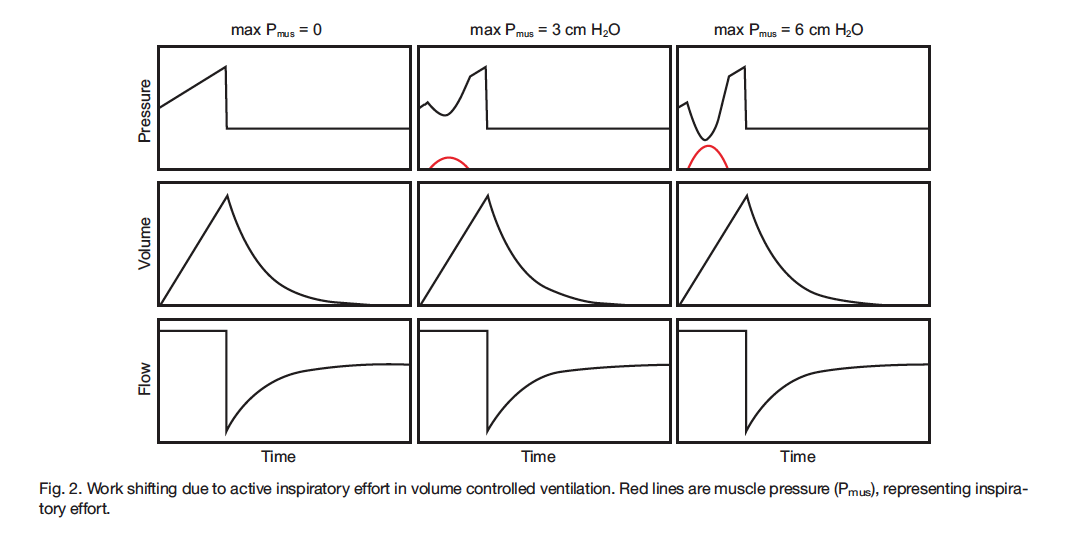 max Pmus = 0
max Pmus = 3 cm H2O
max Pmus = 6 cm H2O
Pressure
Volume
Flow
Time
Time
Time
Fig. 2. Work shifting due to active inspiratory effort in volume controlled ventilation. Red lines are muscle pressure (Pmus), representing inspira-
tory effort.